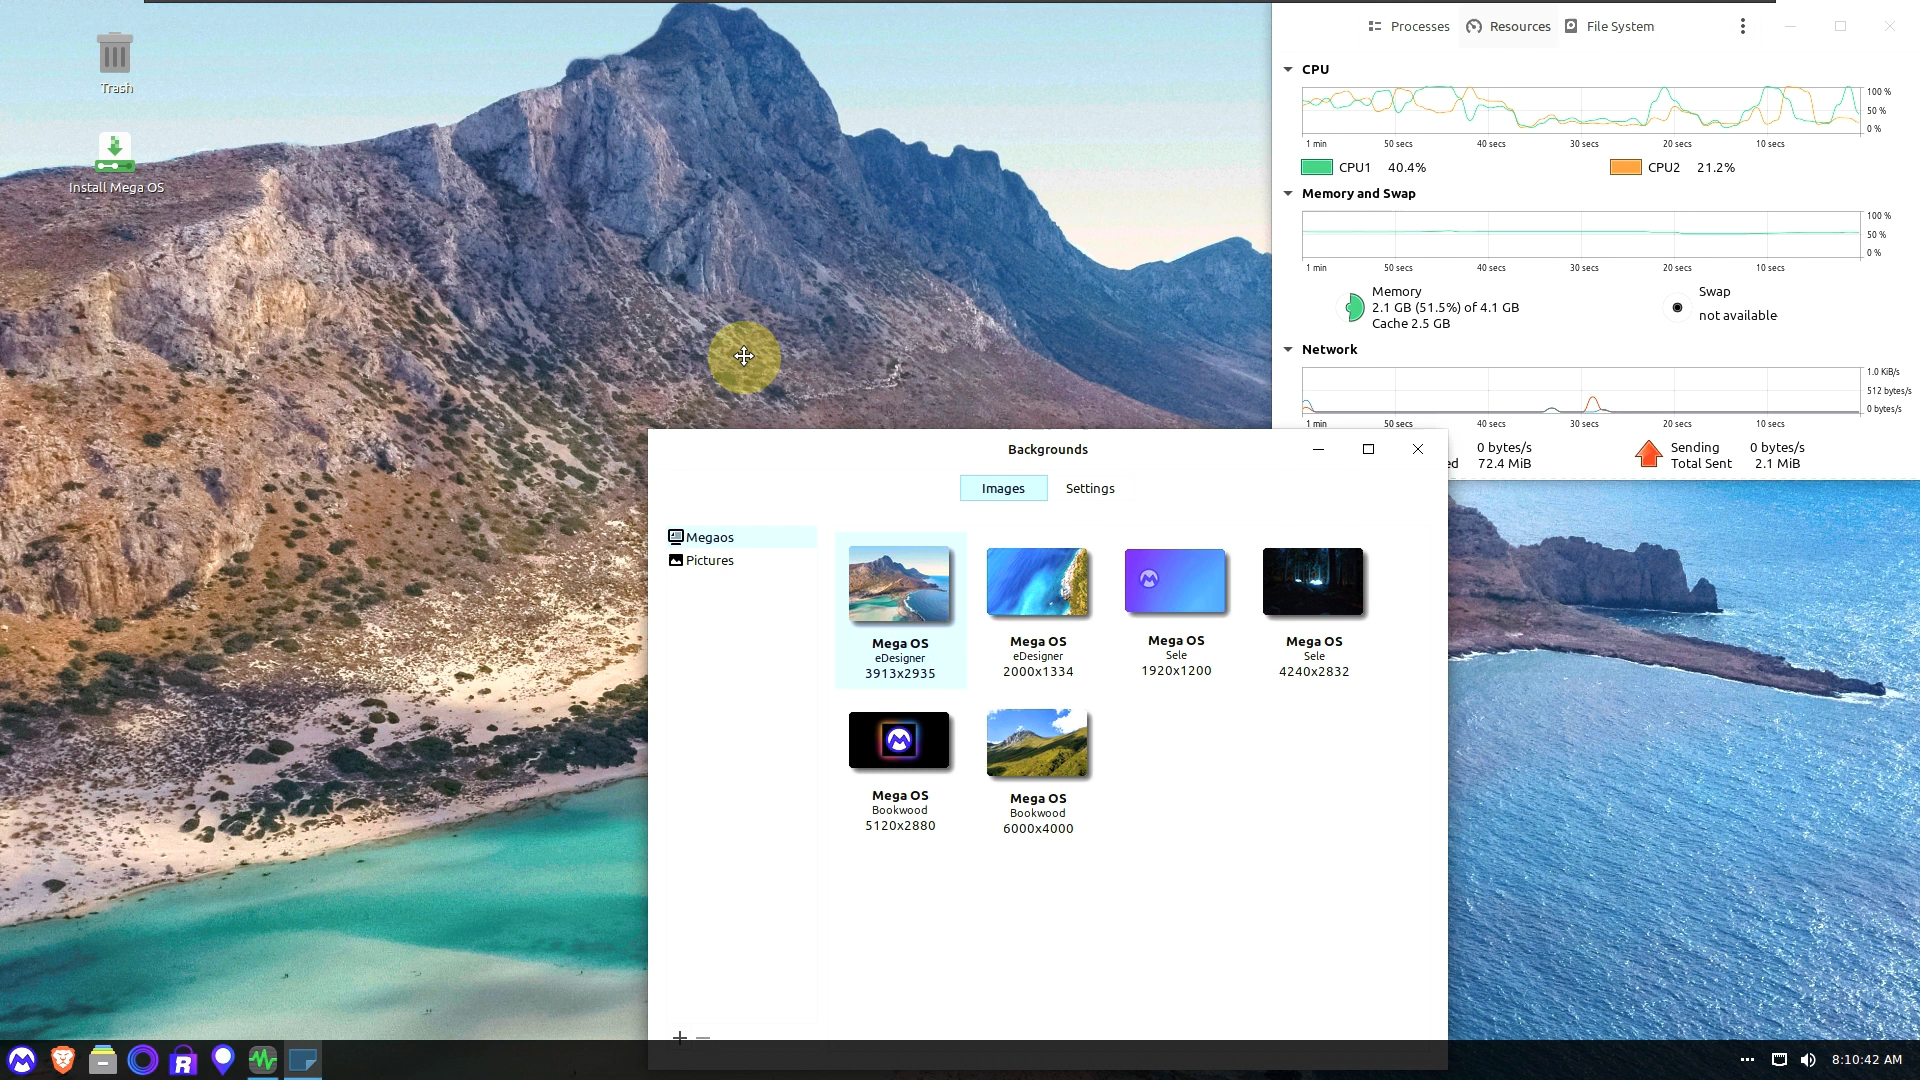 Trash
Install Mega OS
Processes
Resources
File System
CPU
100 %
50 %
0 %
1 min
50 secs
40 secs
30 secs
20 secs
10 secs
CPU1 40.4%
CPU2 21.2%
Memory and Swap
100 %
50 %
0 %
1 min
50 secs
40 secs
30 secs
20 secs
10 secs
Memory
2.1 GB (51.5%) of 4.1 GB
Cache 2.5 GB
Swap
not available
Network
1.0 KiB/s
512 bytes/s
0 bytes/s
1 min
50 secs
40 secs
30 secs
20 secs
10 secs
0 bytes/s
ed 72.4 MiB
Sending 0 bytes/s
Total Sent 2.1 MiB
Backgrounds
Images
Settings
Megaos
Pictures
Mega OS
eDesigner
3913x2935
Mega OS
eDesigner
2000x1334
Mega OS
Sele
1920x1200
Mega OS
Sele
4240x2832
Mega OS
Bookwood
5120x2880
Mega OS
Bookwood
6000x4000
8:10:42 AM